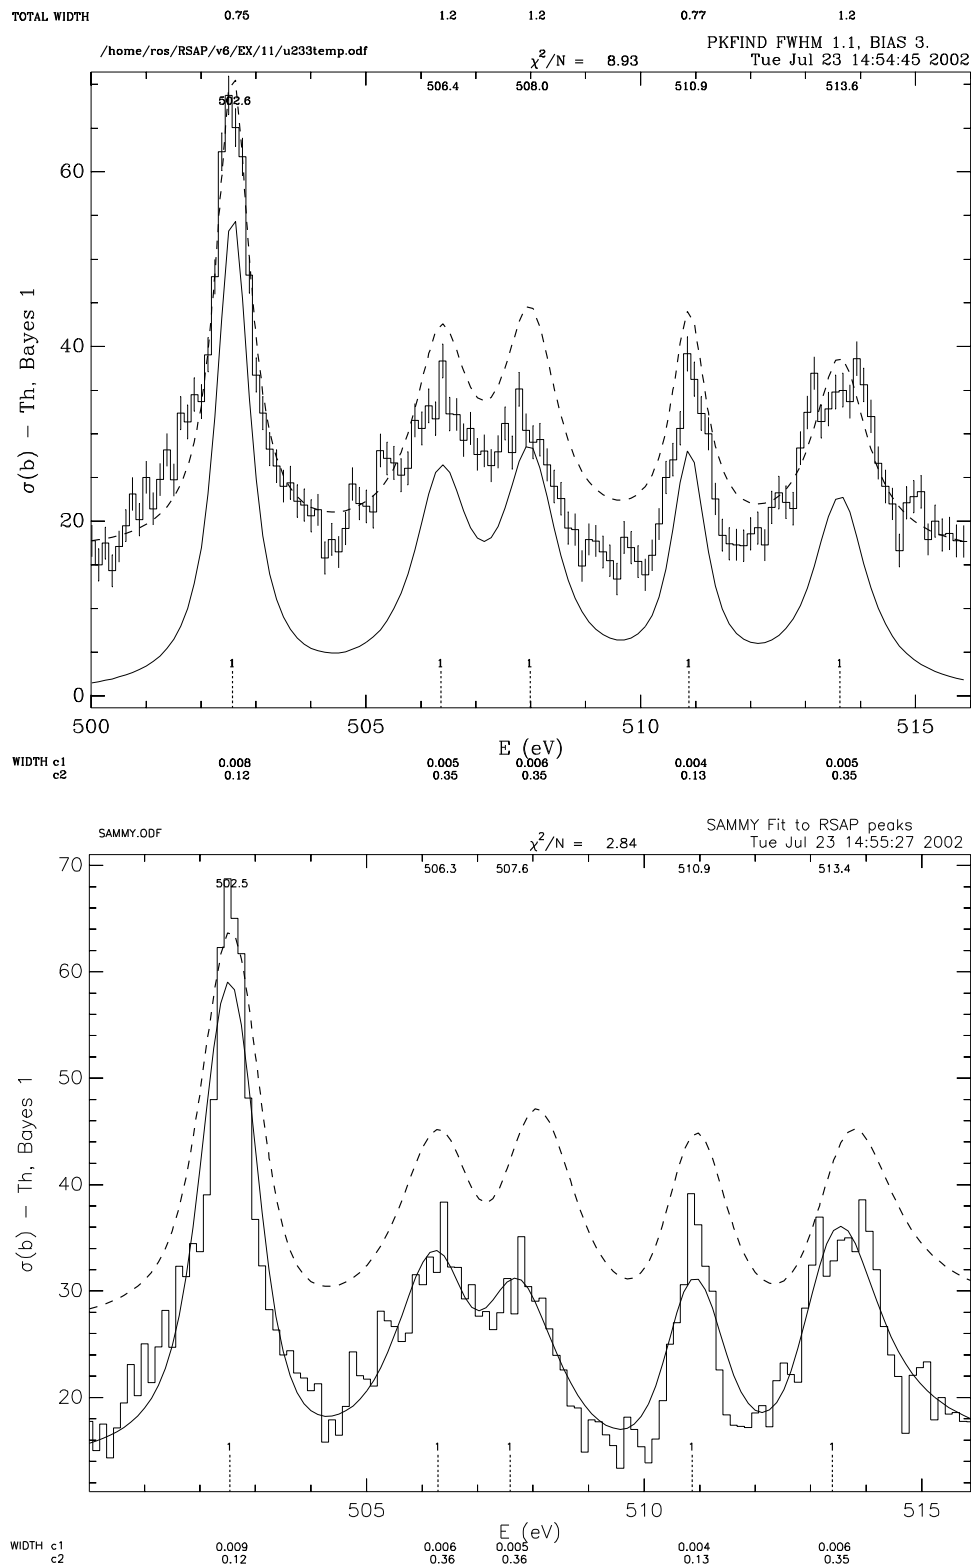 TOTAL WIDTH 0.75 1.2 1.2 0.77 1.2
/home/ros/RSAP/v6/EX/11/u233temp.odf
PKFIND FWHM 1.1, BIAS 3.
χ²/N = 8.93
Tue Jul 23 14:54:45 2002
502.6 506.4 508.0 510.9 513.6
60
40
20
0
σ(b) − Th, Bayes 1
1 1 1 1 1
500 505 510 515
E (eV)
WIDTH c1 0.008 0.005 0.006 0.004 0.005
c2 0.12 0.35 0.35 0.13 0.35
SAMMY.ODF
SAMMY Fit to RSAP peaks
χ²/N = 2.84
Tue Jul 23 14:55:27 2002
502.5 506.3 507.6 510.9 513.4
70
60
50
40
30
20
σ(b) − Th, Bayes 1
1 1 1 1 1
505 510 515
E (eV)
WIDTH c1 0.009 0.006 0.005 0.004 0.006
c2 0.12 0.36 0.36 0.13 0.35